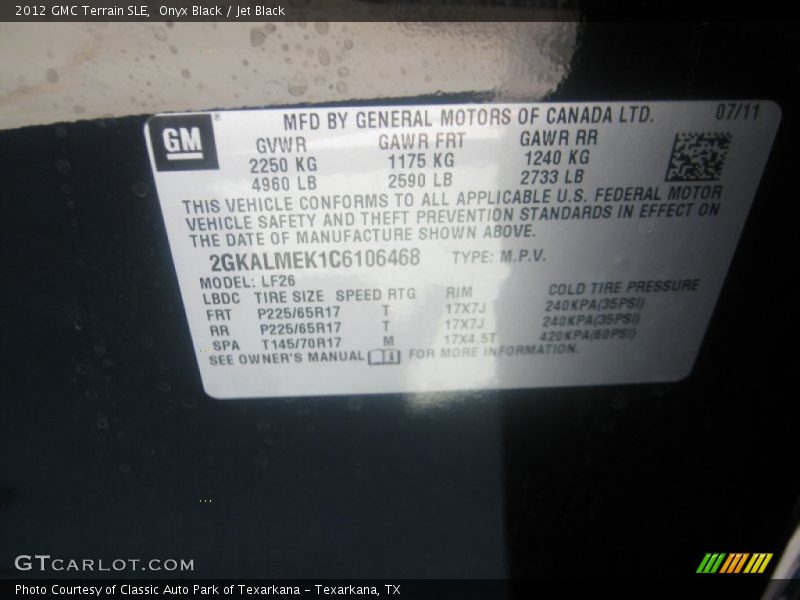 2012 GMC Terrain SLE, Onyx Black / Jet Black
GM ®
MFD BY GENERAL MOTORS OF CANADA LTD. 07/11
GVWR GAWR FRT GAWR RR
2250 KG 1175 KG 1240 KG
4960 LB 2590 LB 2733 LB
THIS VEHICLE CONFORMS TO ALL APPLICABLE U.S. FEDERAL MOTOR
VEHICLE SAFETY AND THEFT PREVENTION STANDARDS IN EFFECT ON
THE DATE OF MANUFACTURE SHOWN ABOVE.
2GKALMEK1C6106468 TYPE: M.P.V.
MODEL: LF26
LBDC TIRE SIZE SPEED RTG RIM COLD TIRE PRESSURE
FRT P225/65R17 T 17X7J 240KPA(35PSI)
RR P225/65R17 T 17X7J 240KPA(35PSI)
SPA T145/70R17 M 17X4.5T 420KPA(60PSI)
SEE OWNER'S MANUAL FOR MORE INFORMATION.
GTCARLOT.COM
Photo Courtesy of Classic Auto Park of Texarkana - Texarkana, TX